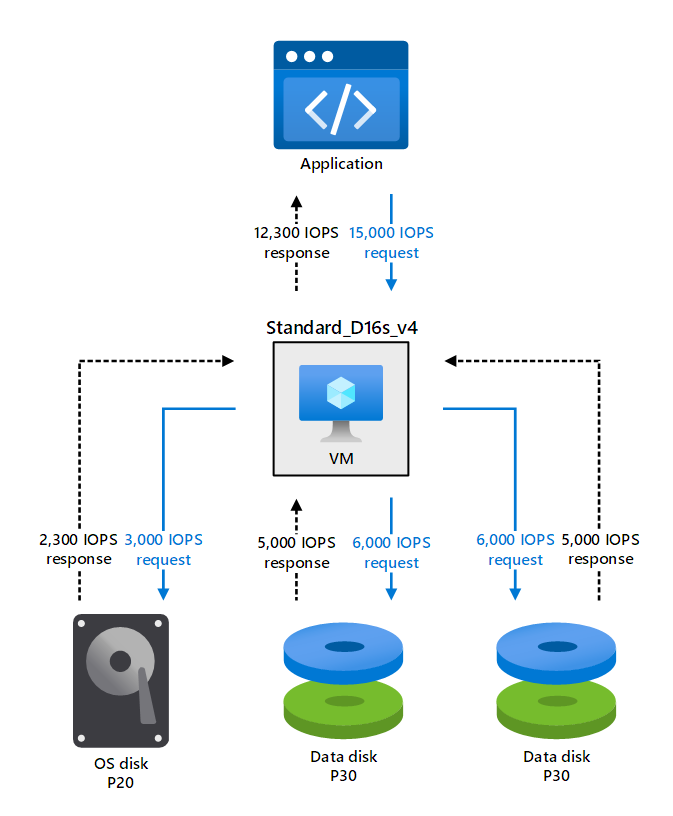 </>
Application
12,300 IOPS
response
15,000 IOPS
request
Standard_D16s_v4
VM
2,300 IOPS
response
3,000 IOPS
request
5,000 IOPS
response
6,000 IOPS
request
6,000 IOPS
request
5,000 IOPS
response
OS disk
P20
Data disk
P30
Data disk
P30